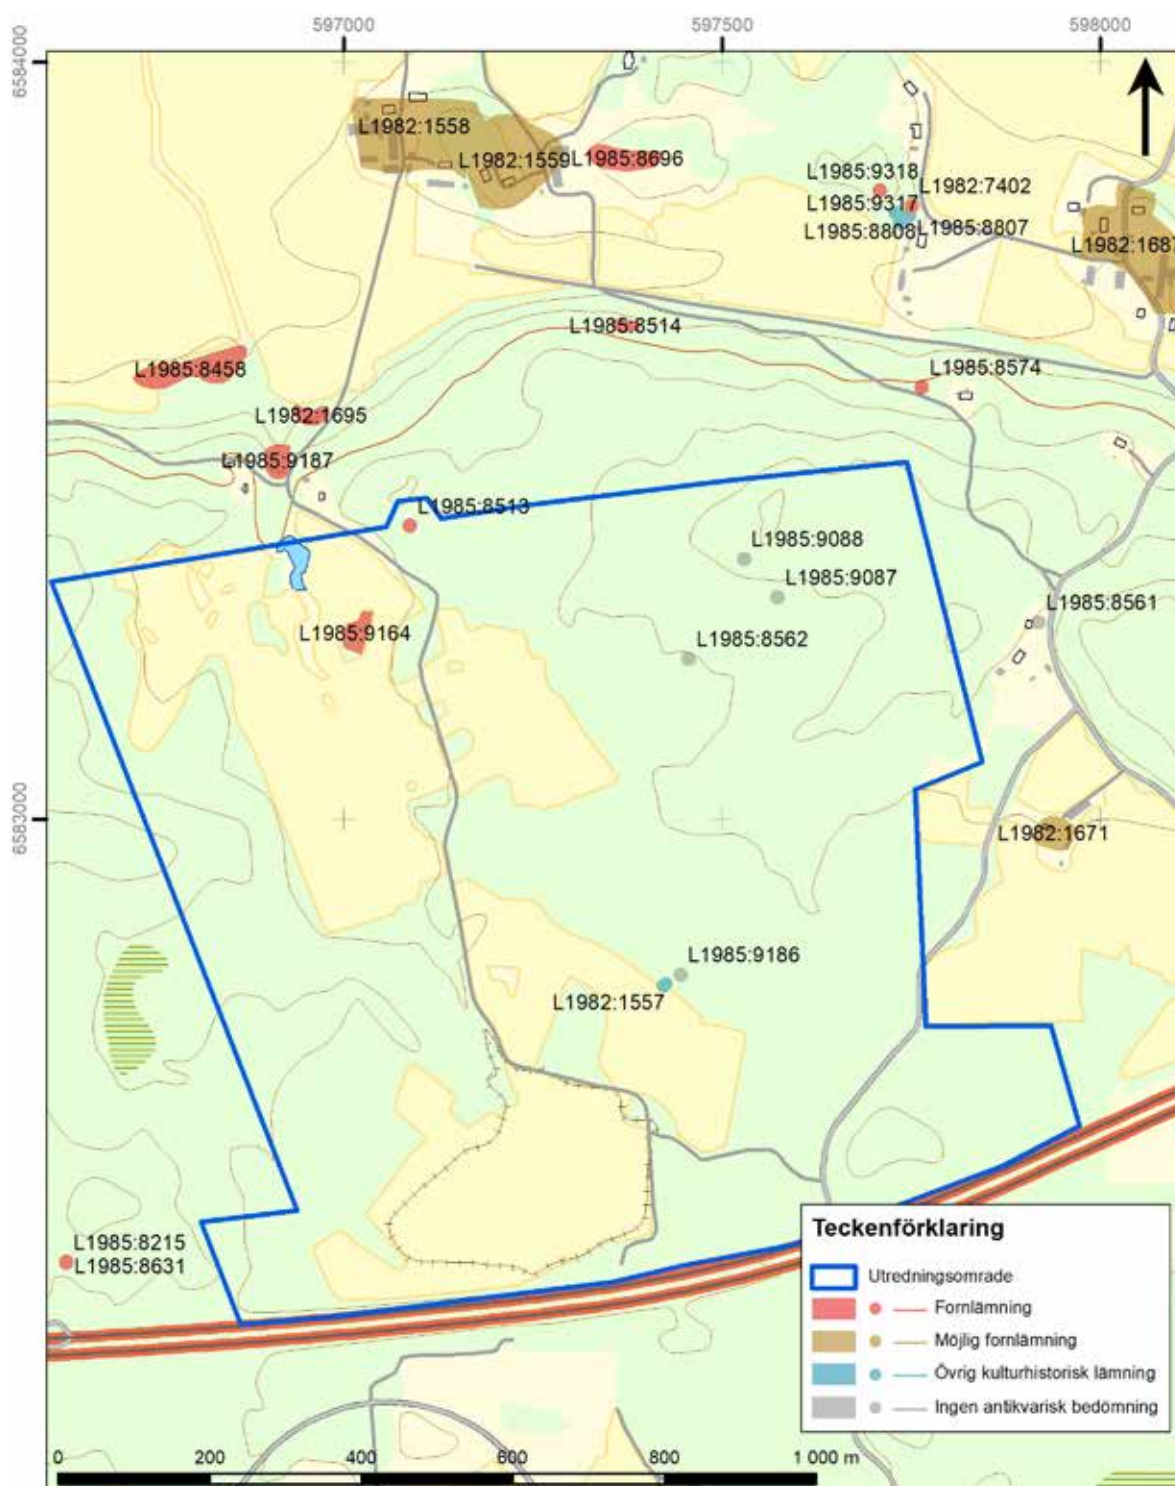 597000
597500
598000
6584000
L1982:1558
L1982:1559
L1985:8696
L1985:9318
L1982:7402
L1985:9317
L1985:8808
L1985:8807
L1982:1687
L1985:8514
L1985:8458
L1985:8574
L1982:1695
L1985:9187
L1985:8513
L1985:9088
L1985:9087
L1985:8561
L1985:9164
L1985:8562
6583000
L1982:1671
L1985:9186
L1982:1557
L1985:8215
L1985:8631
Teckenförklaring
Utredningsområde
Fornlämning
Möjlig fornlämning
Övrig kulturhistorisk lämning
Ingen antikvarisk bedömning
0 200 400 600 800 1 000 m